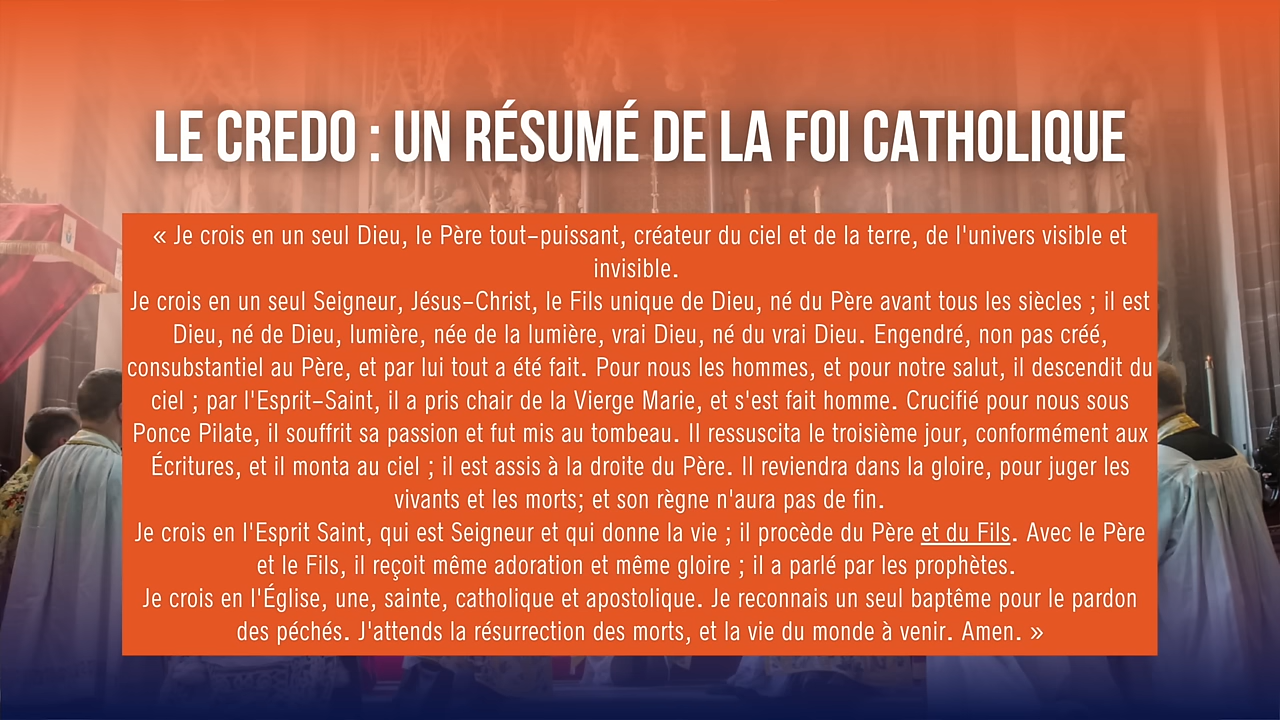 LE CREDO : UN RÉSUMÉ DE LA FOI CATHOLIQUE
« Je crois en un seul Dieu, le Père tout-puissant, créateur du ciel et de la terre, de l'univers visible et
invisible.
Je crois en un seul Seigneur, Jésus-Christ, le Fils unique de Dieu, né du Père avant tous les siècles ; il est
Dieu, né de Dieu, lumière, née de la lumière, vrai Dieu, né du vrai Dieu. Engendré, non pas créé,
consubstantiel au Père, et par lui tout a été fait. Pour nous les hommes, et pour notre salut, il descendit du
ciel ; par l'Esprit-Saint, il a pris chair de la Vierge Marie, et s'est fait homme. Crucifié pour nous sous
Ponce Pilate, il souffrit sa passion et fut mis au tombeau. Il ressuscita le troisième jour, conformément aux
Écritures, et il monta au ciel ; il est assis à la droite du Père. Il reviendra dans la gloire, pour juger les
vivants et les morts; et son règne n'aura pas de fin.
Je crois en l'Esprit Saint, qui est Seigneur et qui donne la vie ; il procède du Père et du Fils. Avec le Père
et le Fils, il reçoit même adoration et même gloire ; il a parlé par les prophètes.
Je crois en l'Église, une, sainte, catholique et apostolique. Je reconnais un seul baptême pour le pardon
des péchés. J'attends la résurrection des morts, et la vie du monde à venir. Amen. »